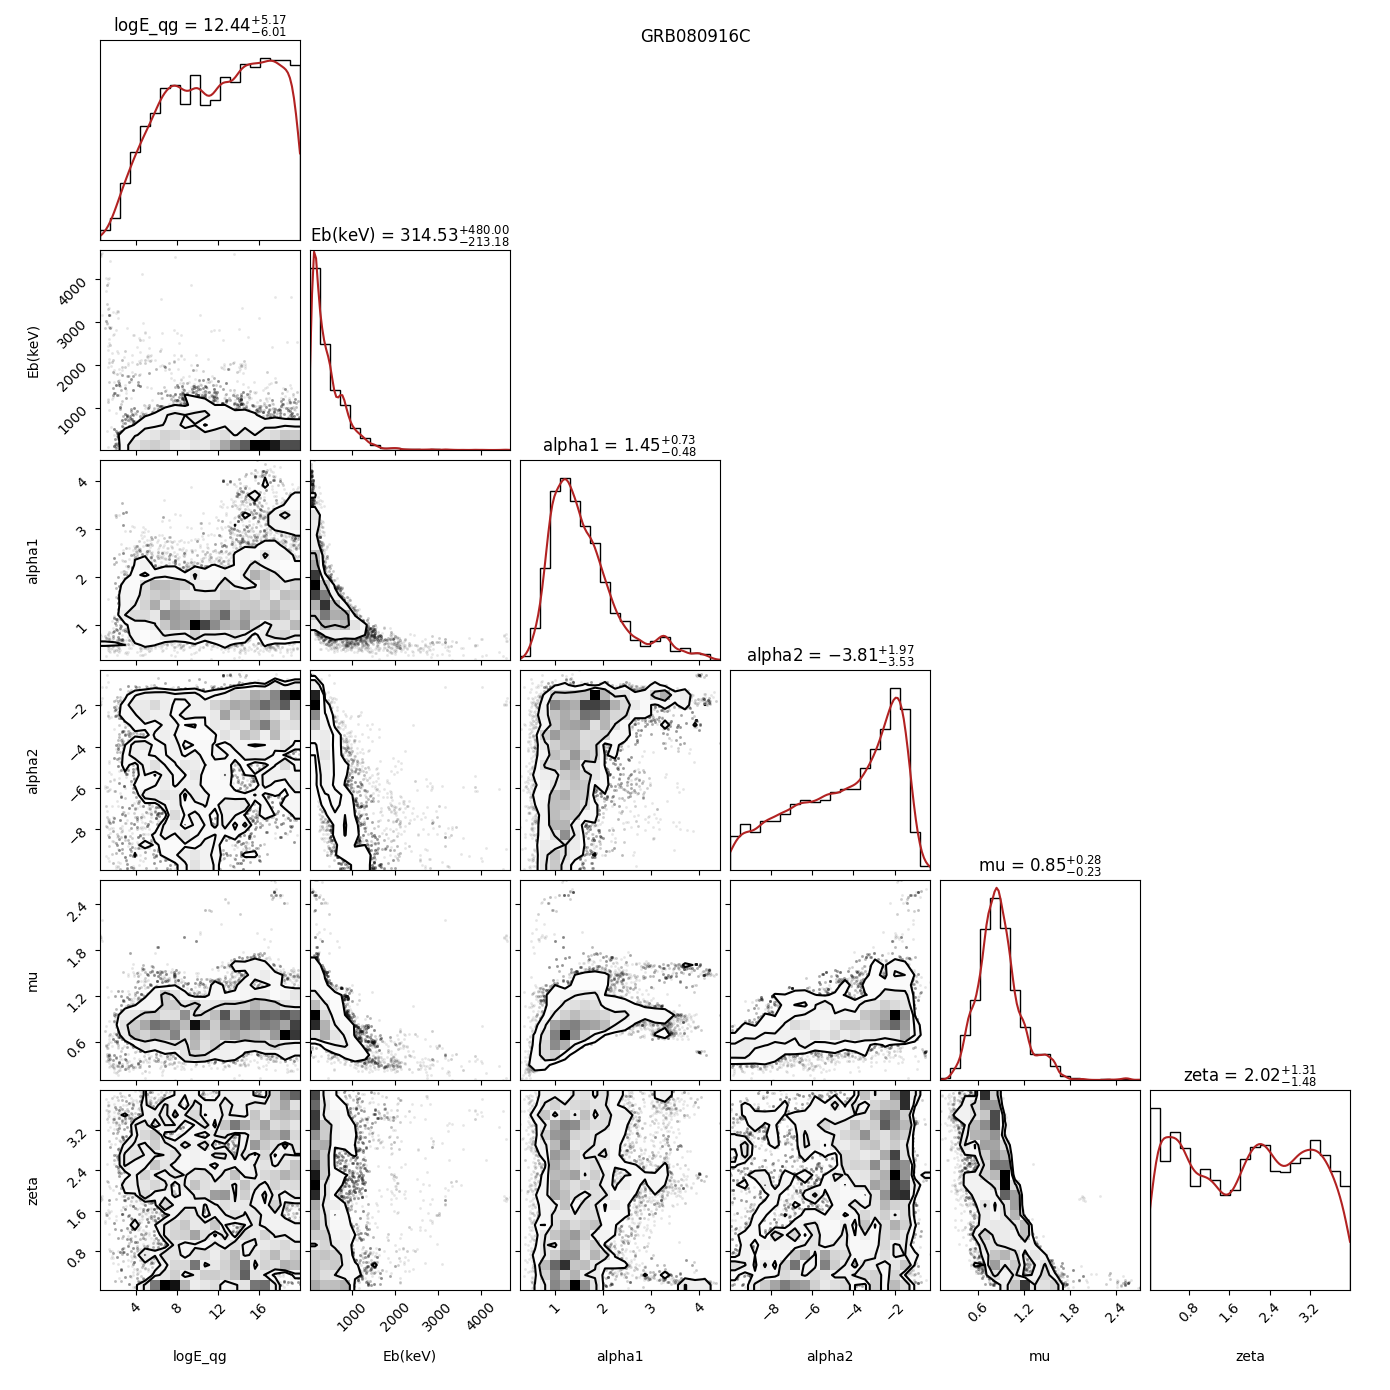 GRB080916C
logE_qg = 12.44^{+5.17}_{−6.01}
Eb(keV) = 314.53^{+480.00}_{−213.18}
4000
3000
2000
1000
Eb(keV)
alpha1 = 1.45^{+0.73}_{−0.48}
4
3
2
1
alpha1
alpha2 = −3.81^{+1.97}_{−3.53}
−2
−4
−6
−8
alpha2
mu = 0.85^{+0.28}_{−0.23}
2.4
1.8
1.2
0.6
mu
zeta = 2.02^{+1.31}_{−1.48}
3.2
2.4
1.6
0.8
zeta
4 8 12 16 1000 2000 3000 4000 1 2 3 4 −8 −6 −4 −2 0.6 1.2 1.8 2.4 0.8 1.6 2.4 3.2
logE_qg Eb(keV) alpha1 alpha2 mu zeta